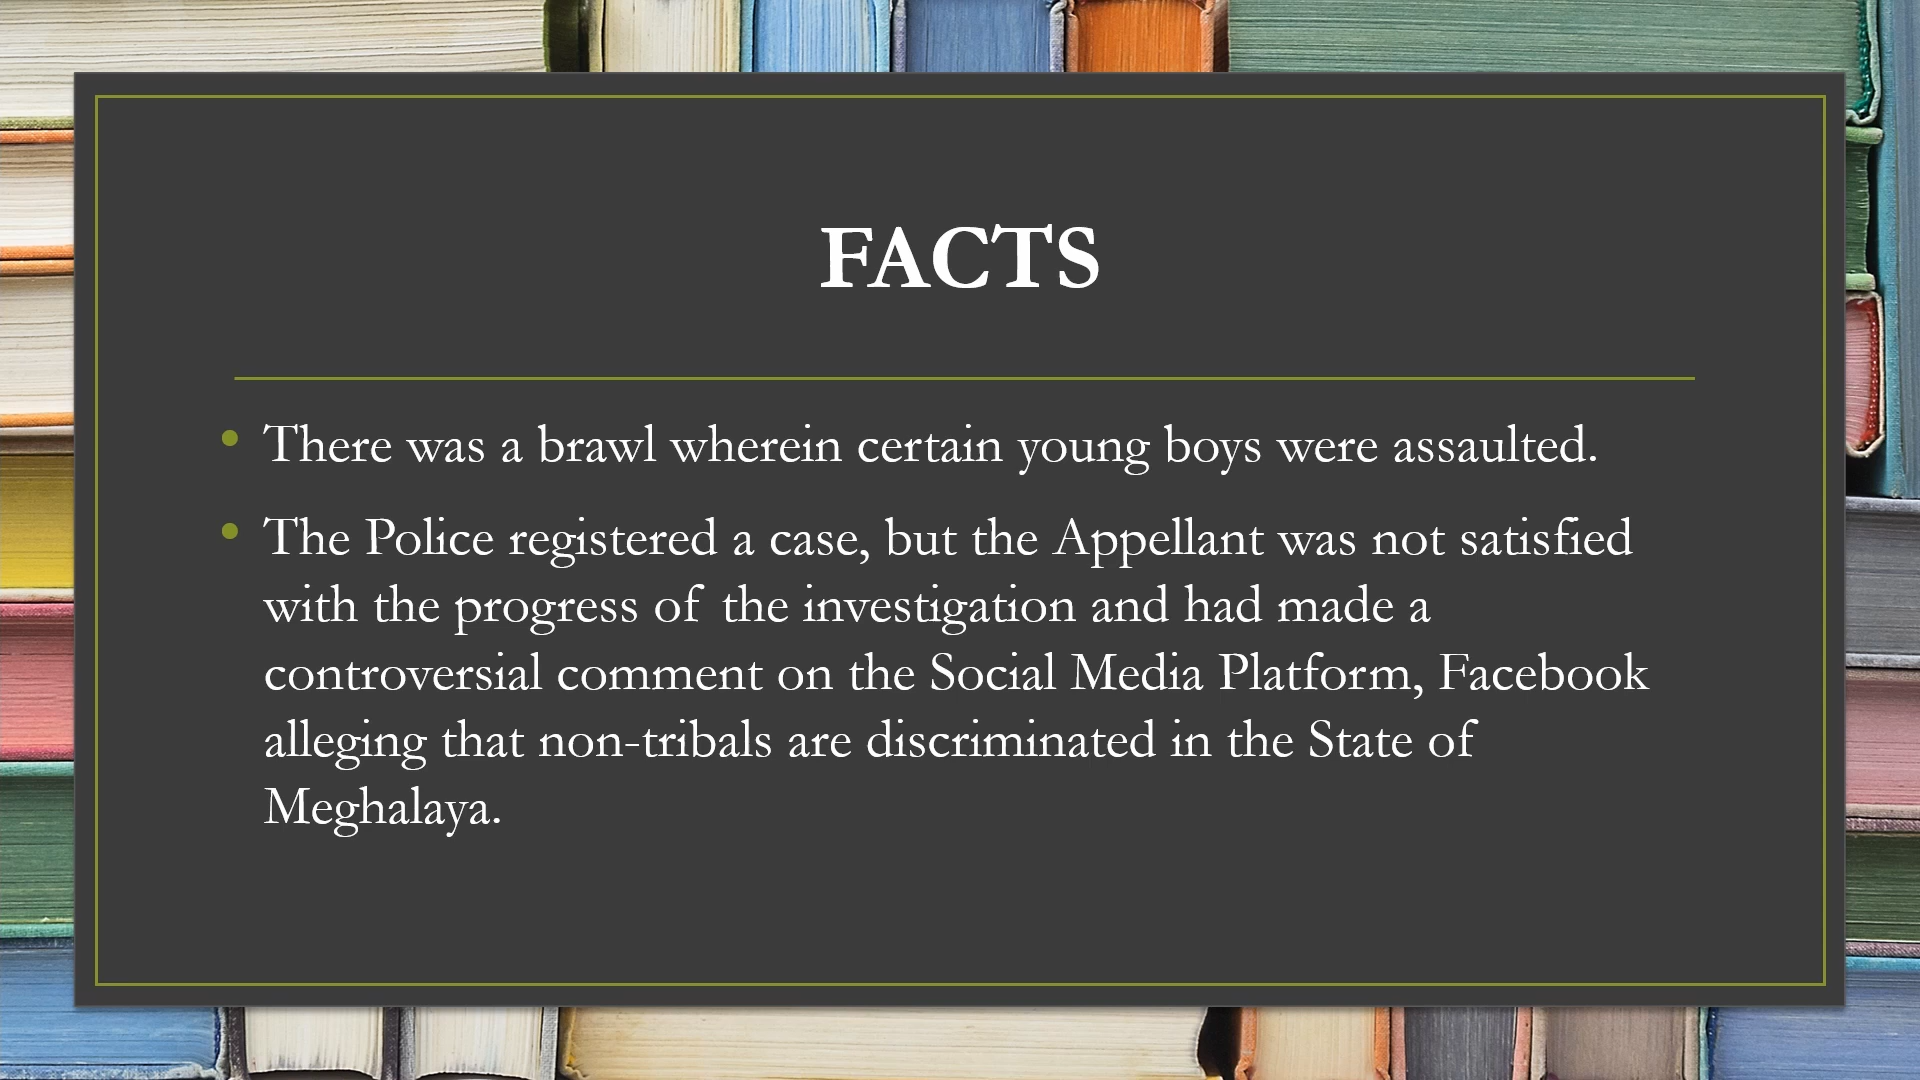 FACTS
• There was a brawl wherein certain young boys were assaulted.
• The Police registered a case, but the Appellant was not satisfied
with the progress of the investigation and had made a
controversial comment on the Social Media Platform, Facebook
alleging that non-tribals are discriminated in the State of
Meghalaya.